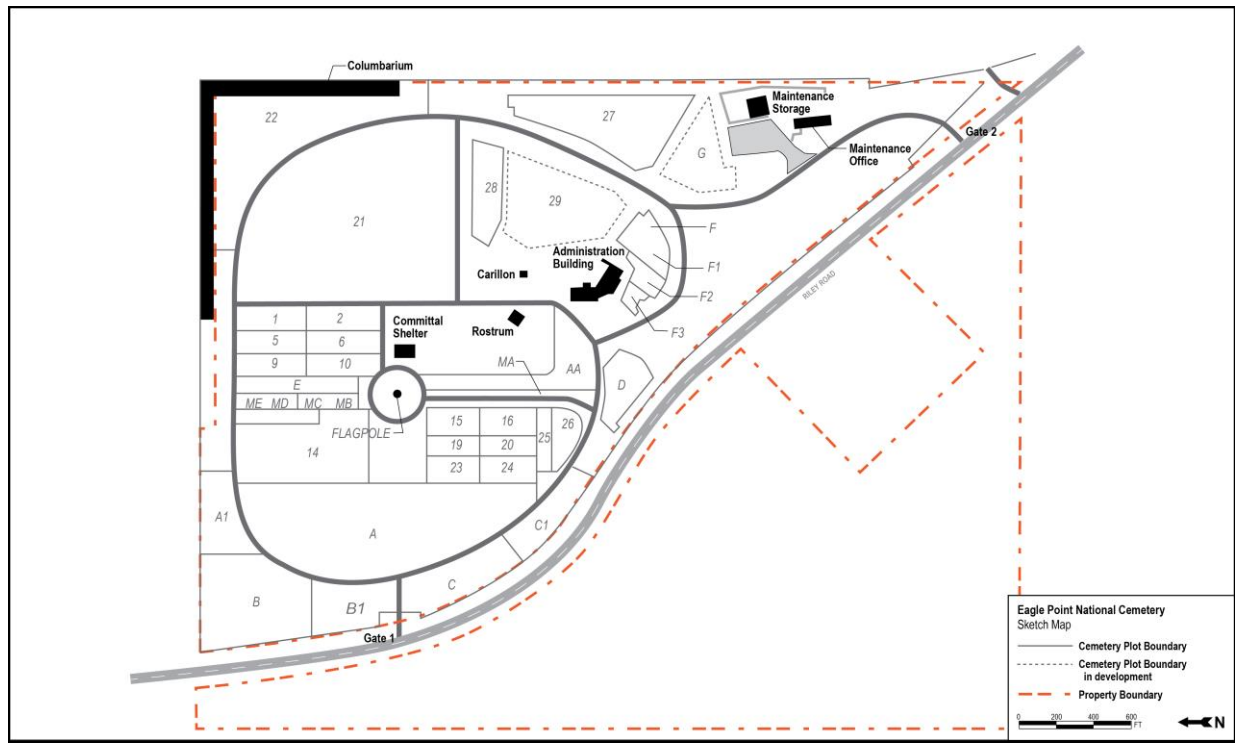 Columbarium
22
27
Maintenance
Storage
Gate 2
G
Maintenance
Office
28
29
21
F
Administration
Building
F1
Carillon
F2
RILEY ROAD
1
2
Committal
Shelter
Rostrum
F3
5
6
9
10
MA
AA
D
E
ME MD MC MB
FLAGPOLE
15
16
25
26
14
19
20
23
24
A1
A
C1
B
B1
C
Gate 1
Eagle Point National Cemetery
Sketch Map
Cemetery Plot Boundary
Cemetery Plot Boundary
in development
Property Boundary
0 200 400 600
FT
N